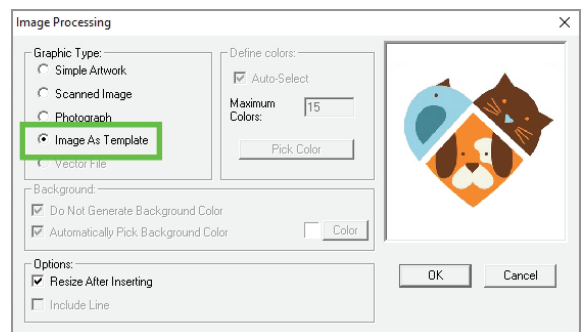 Image Processing
Graphic Type:
Simple Artwork
Scanned Image
Photograph
Image As Template
Vector File
Define colors:
Auto-Select
Maximum Colors:
15
Pick Color
Background:
Do Not Generate Background Color
Automatically Pick Background Color
Color
Options:
Resize After Inserting
Include Line
OK
Cancel